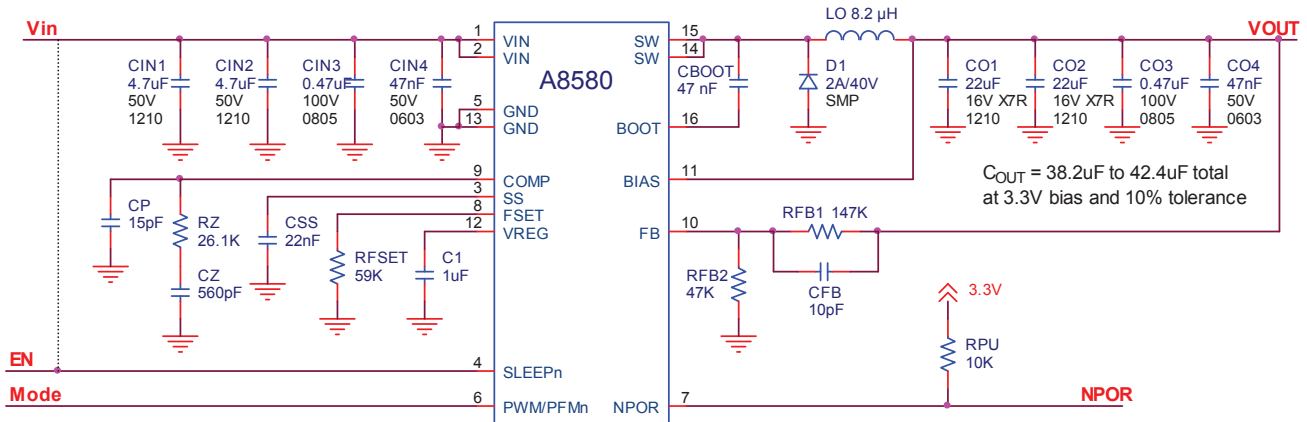 Vin
CIN1
4.7uF
50V
1210
CIN2
4.7uF
50V
1210
CIN3
0.47uF
100V
0805
CIN4
47nF
50V
0603
1
2
5
13
9
3
8
12
4
6
VIN
VIN
GND
GND
COMP
SS
FSET
VREG
SLEEPn
PWM/PFMn
A8580
SW
SW
BOOT
BIAS
FB
NPOR
15
14
16
11
10
7
LO 8.2 µH
VOUT
CBOOT
47 nF
D1
2A/40V
SMP
CO1
22uF
16V X7R
1210
CO2
22uF
16V X7R
1210
CO3
0.47uF
100V
0805
CO4
47nF
50V
0603
COUT = 38.2uF to 42.4uF total
at 3.3V bias and 10% tolerance
CP
15pF
RZ
26.1K
CZ
560pF
CSS
22nF
RFSET
59K
C1
1uF
RFB1 147K
RFB2
47K
CFB
10pF
3.3V
RPU
10K
EN
Mode
NPOR